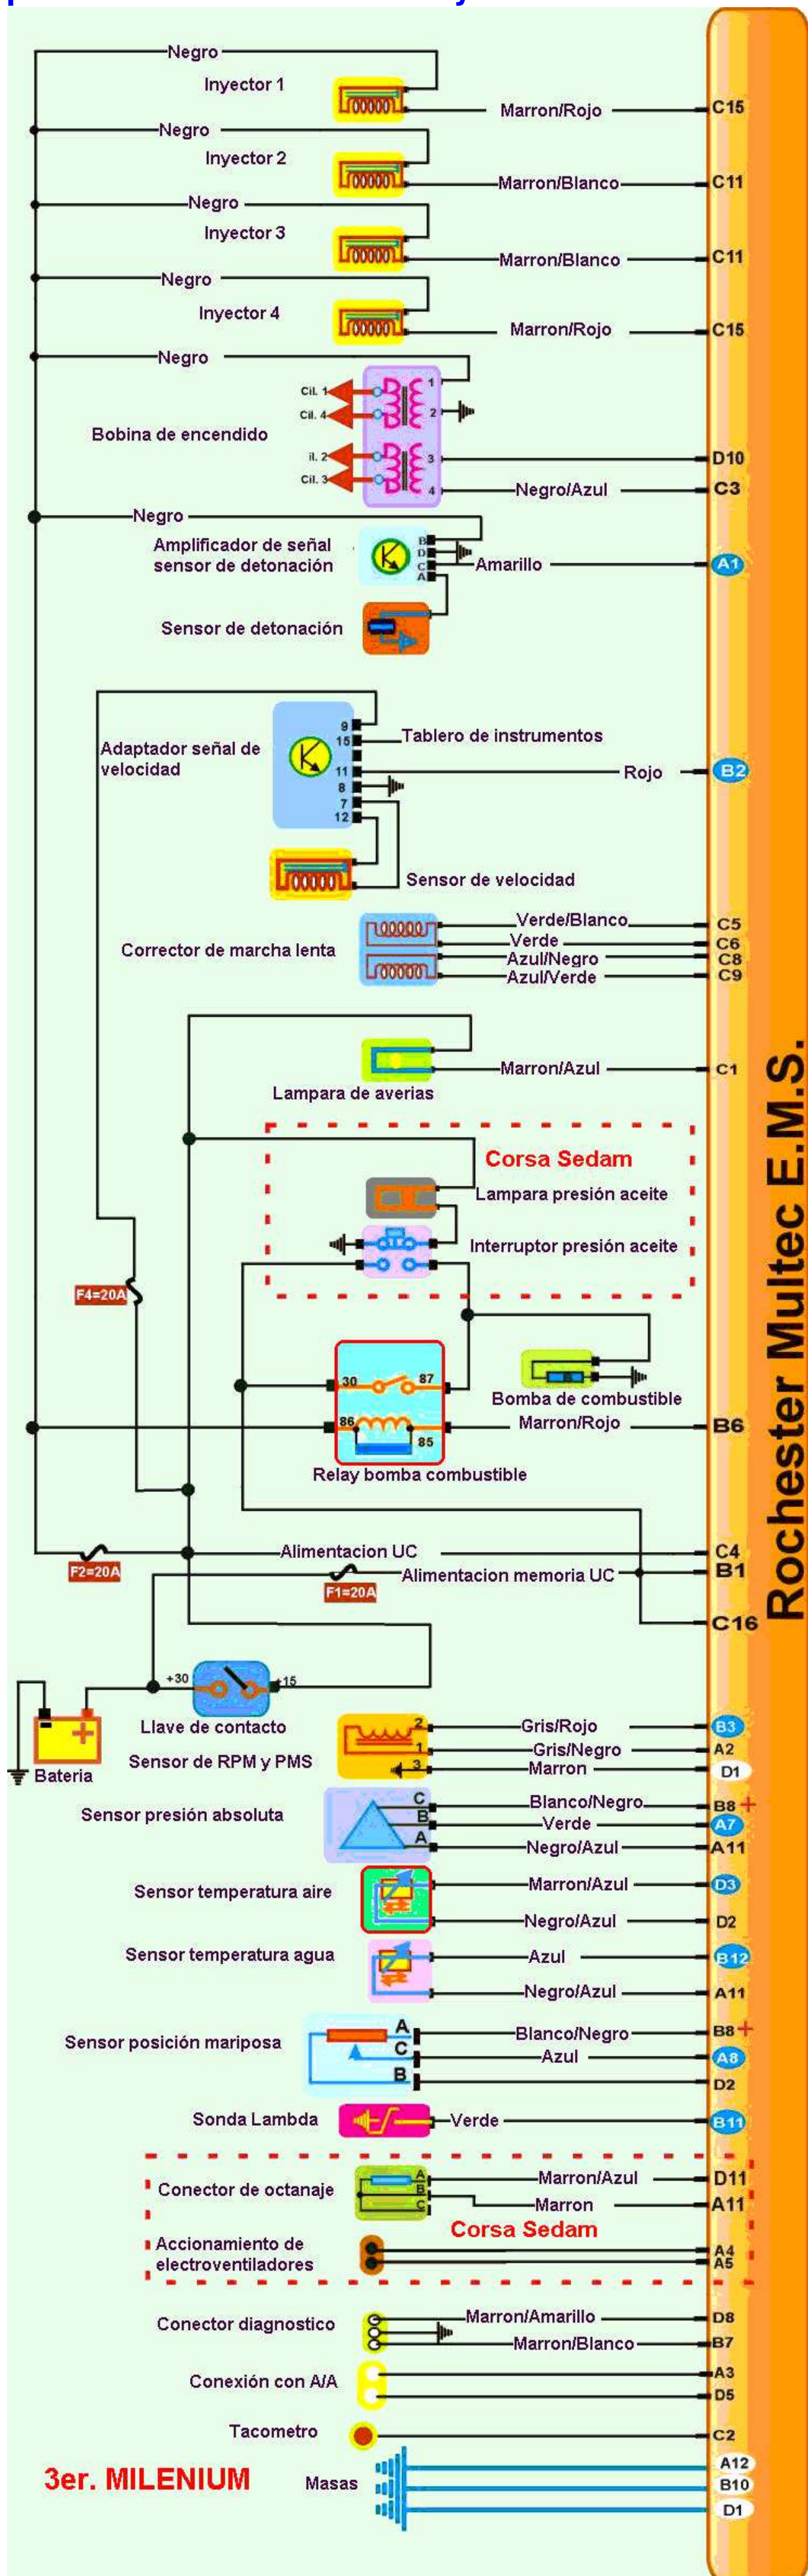 Negro
Inyector 1
Marron/Rojo
C15
Negro
Inyector 2
Marron/Blanco
C11
Negro
Inyector 3
Marron/Blanco
C11
Negro
Inyector 4
Marron/Rojo
C15
Negro
Bobina de encendido
Cil. 1
Cil. 4
il. 2
Cil. 3
1
2
3
4
D10
Negro/Azul
C3
Negro
Amplificador de señal
sensor de detonación
B
D
C
A
Amarillo
A1
Sensor de detonación
Adaptador señal de
velocidad
9
15
11
8
7
12
Tablero de instrumentos
Rojo
B2
Sensor de velocidad
Corrector de marcha lenta
Verde/Blanco
C5
Verde
C6
Azul/Negro
C8
Azul/Verde
C9
Marron/Azul
C1
Lampara de averias
Corsa Sedam
Lampara presión aceite
Interruptor presión aceite
F4=20A
30
87
86
85
Bomba de combustible
Marron/Rojo
B6
Relay bomba combustible
Alimentacion UC
C4
F2=20A
F1=20A
Alimentacion memoria UC
B1
C16
+30
+15
Llave de contacto
Bateria
Sensor de RPM y PMS
2
1
3
Gris/Rojo
B3
Gris/Negro
A2
Marron
D1
Sensor presión absoluta
C
B
A
Blanco/Negro
B8 +
Verde
A7
Negro/Azul
A11
Sensor temperatura aire
Marron/Azul
D3
Negro/Azul
D2
Sensor temperatura agua
Azul
B12
Negro/Azul
A11
Sensor posición mariposa
A
C
B
Blanco/Negro
B8 +
Azul
A8
D2
Sonda Lambda
Verde
B11
Conector de octanaje
A
B
C
Marron/Azul
D11
Marron
A11
Corsa Sedam
Accionamiento de
electroventiladores
A4
A5
Conector diagnostico
Marron/Amarillo
D8
Marron/Blanco
B7
Conexión con A/A
A3
D5
Tacometro
C2
3er. MILENIUM
Masas
A12
B10
D1
Rochester Multec E.M.S.